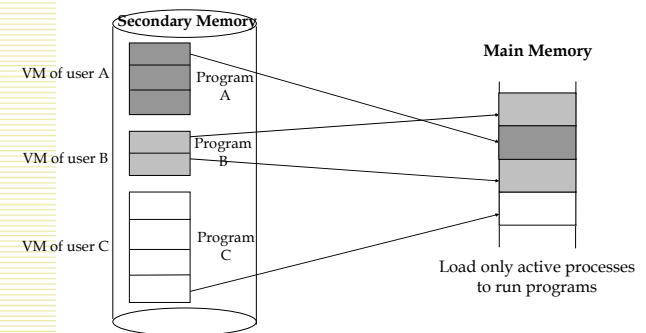 Secondary Memory
Main Memory
VM of user A
Program
A
VM of user B
Program
B
VM of user C
Program
C
Load only active processes
to run programs